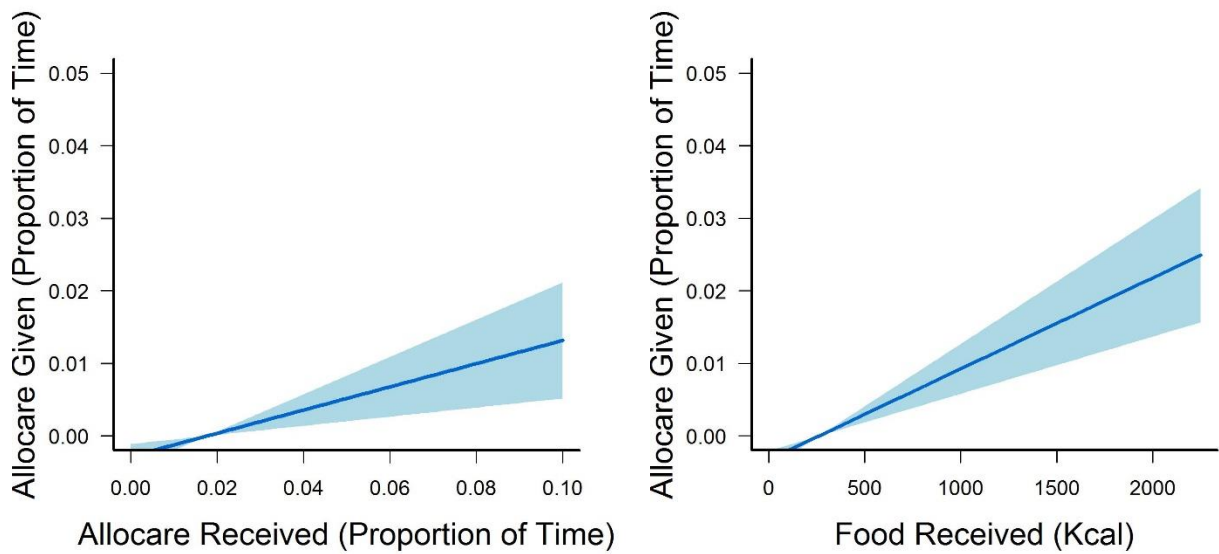 Allocare Given (Proportion of Time)
0.05
0.04
0.03
0.02
0.01
0.00
0.00 0.02 0.04 0.06 0.08 0.10
Allocare Received (Proportion of Time)
Allocare Given (Proportion of Time)
0.05
0.04
0.03
0.02
0.01
0.00
0 500 1000 1500 2000
Food Received (Kcal)